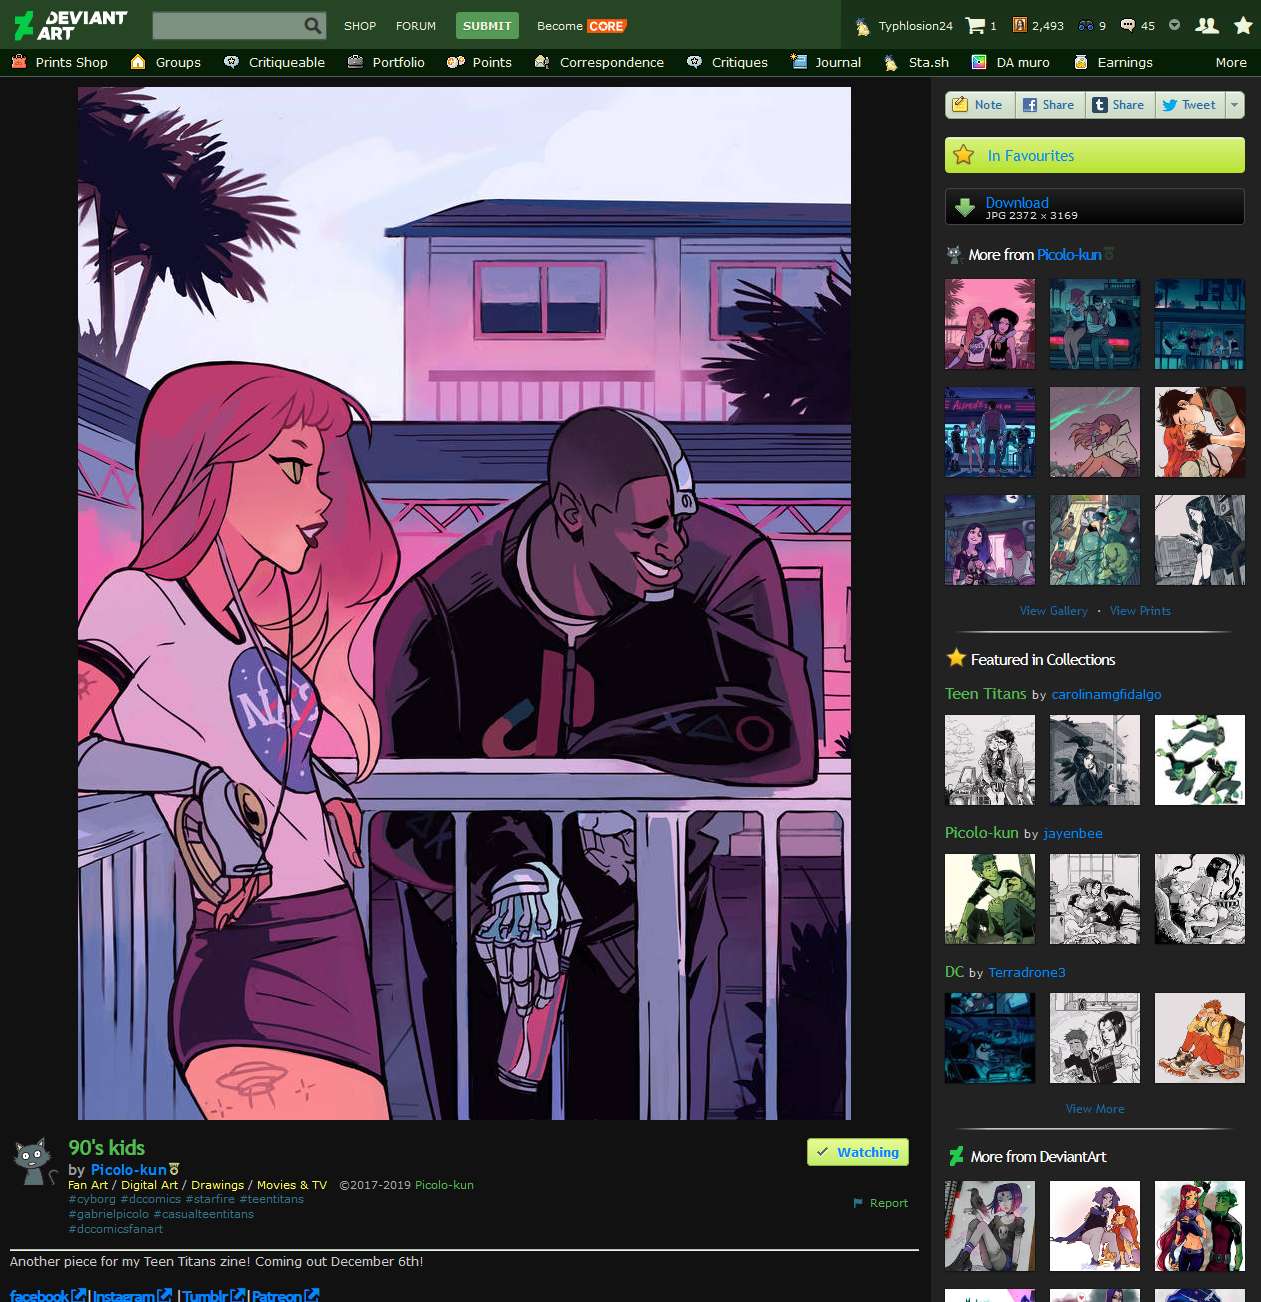 DEVIANT ART
SHOP
FORUM
SUBMIT
Become CORE
Typhlosion24
1
2,493
9
45
Prints Shop
Groups
Critiqueable
Portfolio
Points
Correspondence
Critiques
Journal
Sta.sh
DA muro
Earnings
More
Note
Share
Share
Tweet
In Favourites
Download
JPG 2372 x 3169
More from Picolo-kun
View Gallery · View Prints
Featured in Collections
Teen Titans by carolinamgfidalgo
Picolo-kun by jayenbee
DC by Terradrone3
View More
More from DeviantArt
90's kids
by Picolo-kun
Fan Art / Digital Art / Drawings / Movies & TV ©2017-2019 Picolo-kun
#cyborg #dccomics #starfire #teentitans
#gabrielpicolo #casualteentitans
#dccomicsfanart
Watching
Report
Another piece for my Teen Titans zine! Coming out December 6th!
facebook | Instagram | Tumblr | Patreon